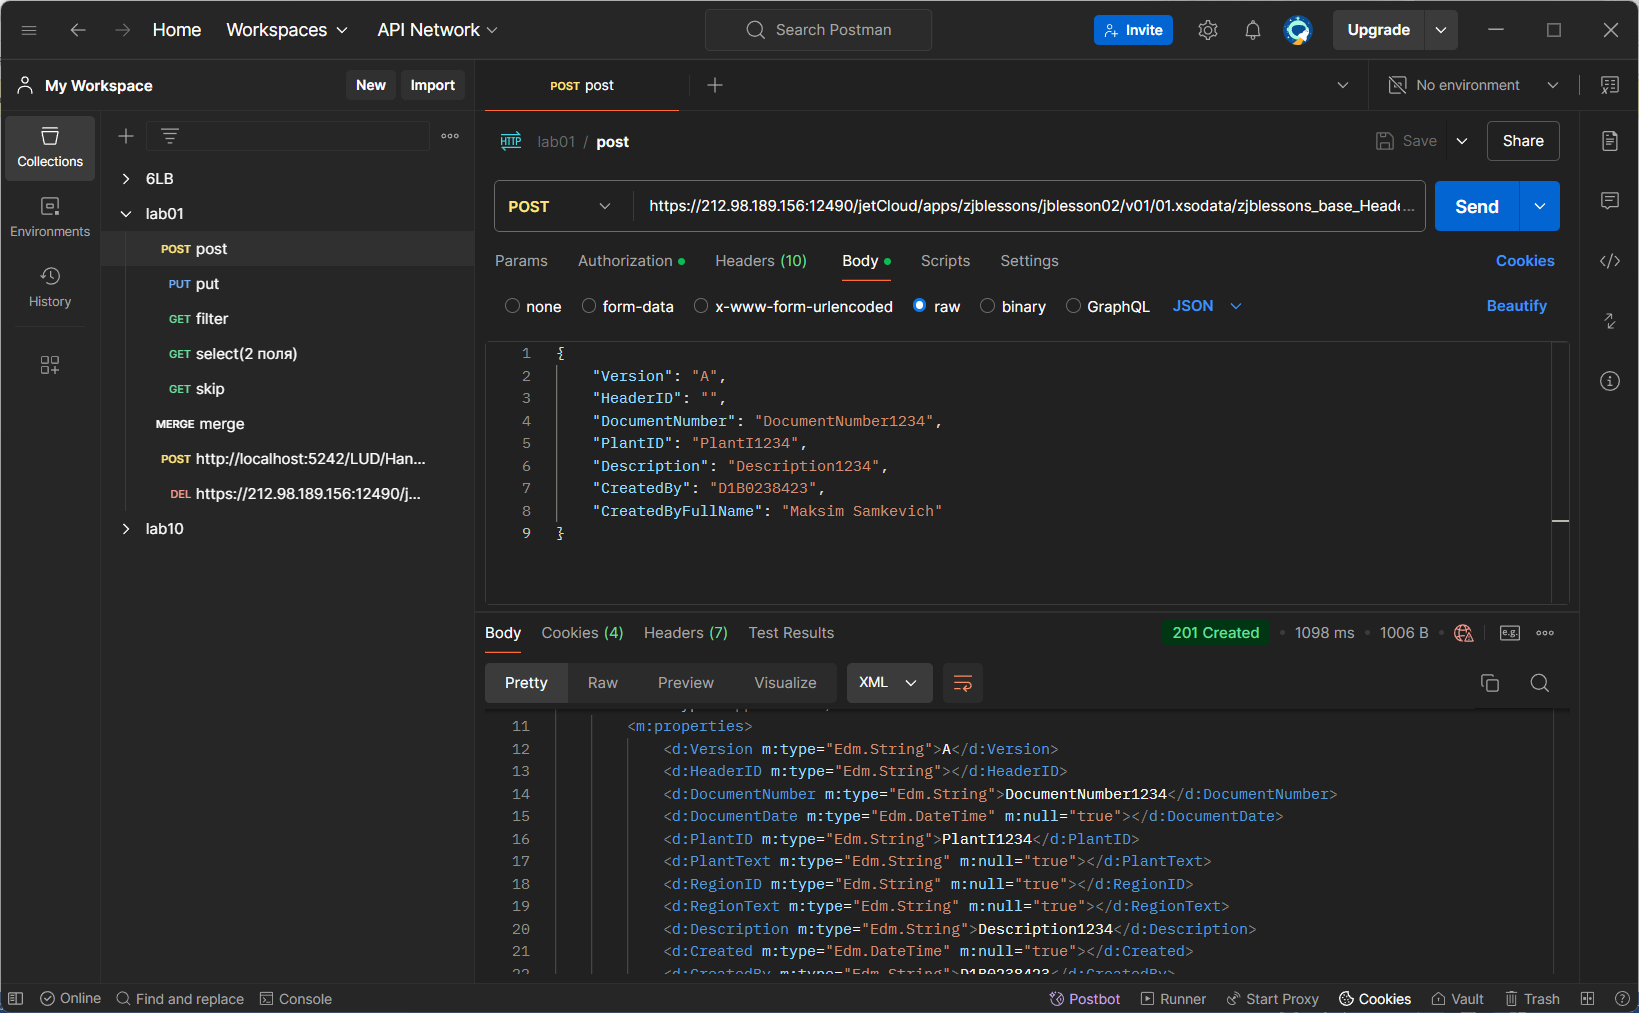 Home Workspaces API Network Search Postman Invite Upgrade
My Workspace New Import POST post No environment
Collections
Environments
History
6LB
lab01
POST post
PUT put
GET filter
GET select(2 поля)
GET skip
MERGE merge
POST http://localhost:5242/LUD/Han...
DEL https://212.98.189.156:12490/j...
lab10
HTTP lab01 / post Save Share
POST https://212.98.189.156:12490/jetCloud/apps/zjblessons/jblesson02/v01/01.xsodata/zjblessons_base_Heade... Send
Params Authorization Headers (10) Body Scripts Settings Cookies
none form-data x-www-form-urlencoded raw binary GraphQL JSON Beautify
1 {
2 "Version": "A",
3 "HeaderID": "",
4 "DocumentNumber": "DocumentNumber1234",
5 "PlantID": "PlantI1234",
6 "Description": "Description1234",
7 "CreatedBy": "D1B0238423",
8 "CreatedByFullName": "Maksim Samkevich"
9 }
Body Cookies (4) Headers (7) Test Results 201 Created 1098 ms 1006 B e.g.
Pretty Raw Preview Visualize XML
11 <m:properties>
12 <d:Version m:type="Edm.String">A</d:Version>
13 <d:HeaderID m:type="Edm.String"></d:HeaderID>
14 <d:DocumentNumber m:type="Edm.String">DocumentNumber1234</d:DocumentNumber>
15 <d:DocumentDate m:type="Edm.DateTime" m:null="true"></d:DocumentDate>
16 <d:PlantID m:type="Edm.String">PlantI1234</d:PlantID>
17 <d:PlantText m:type="Edm.String" m:null="true"></d:PlantText>
18 <d:RegionID m:type="Edm.String" m:null="true"></d:RegionID>
19 <d:RegionText m:type="Edm.String" m:null="true"></d:RegionText>
20 <d:Description m:type="Edm.String">Description1234</d:Description>
21 <d:Created m:type="Edm.DateTime" m:null="true"></d:Created>
22 <d:CreatedBy m:type="Edm.String">D1B0238423</d:CreatedBy>
Online Find and replace Console Postbot Runner Start Proxy Cookies Vault Trash